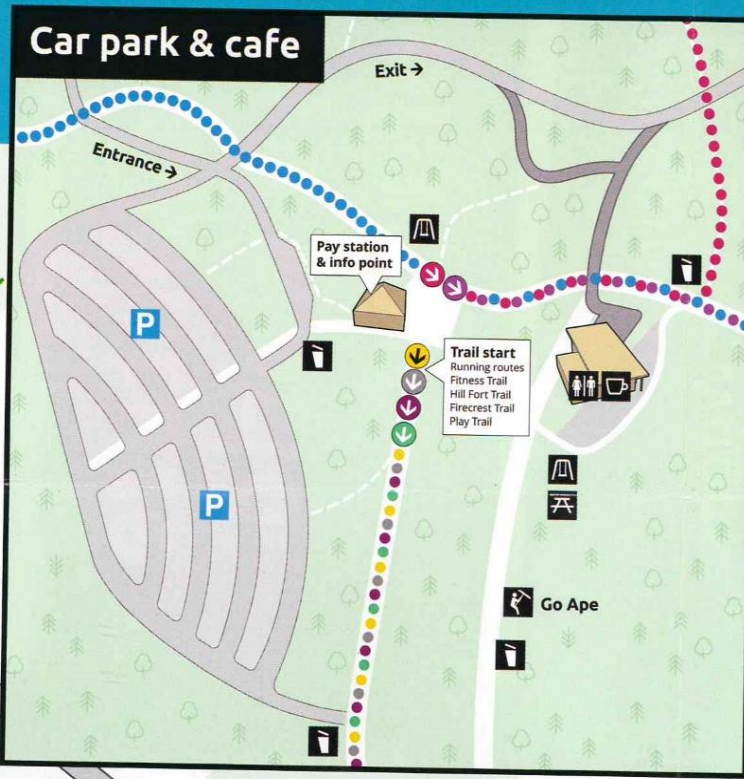 Car park & cafe
Exit →
Entrance →
Pay station
& info point
P
Trail start
Running routes
Fitness Trail
Hill Fort Trail
Firecrest Trail
Play Trail
P
Go Ape